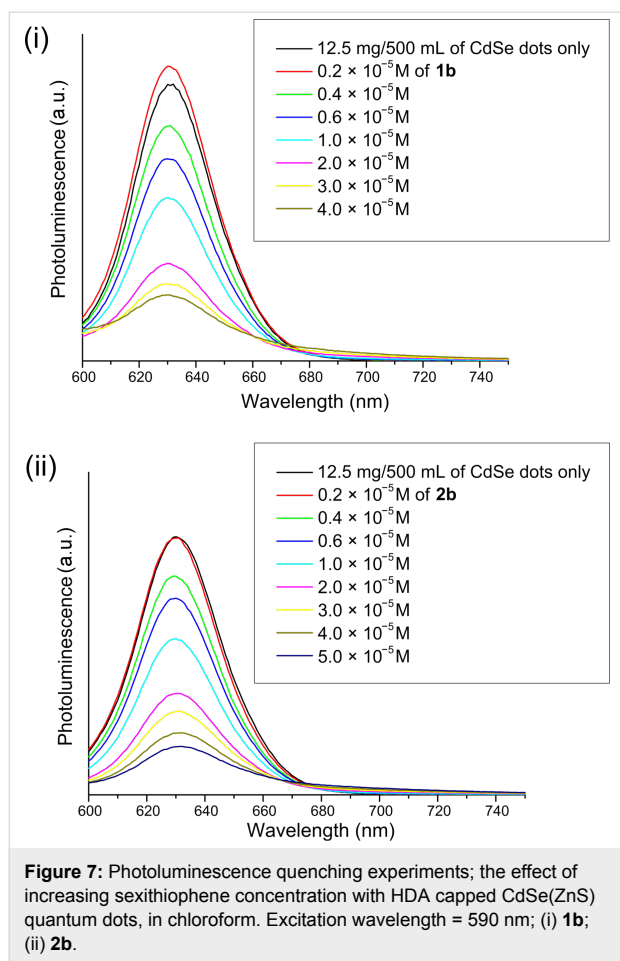 (i)
12.5 mg/500 mL of CdSe dots only
0.2 × 10⁻⁵M of 1b
0.4 × 10⁻⁵M
0.6 × 10⁻⁵M
1.0 × 10⁻⁵M
2.0 × 10⁻⁵M
3.0 × 10⁻⁵M
4.0 × 10⁻⁵M
Photoluminescence (a.u.)
600 620 640 660 680 700 720 740
Wavelength (nm)
(ii)
12.5 mg/500 mL of CdSe dots only
0.2 × 10⁻⁵M of 2b
0.4 × 10⁻⁵M
0.6 × 10⁻⁵M
1.0 × 10⁻⁵M
2.0 × 10⁻⁵M
3.0 × 10⁻⁵M
4.0 × 10⁻⁵M
5.0 × 10⁻⁵M
Photoluminescence (a.u.)
600 620 640 660 680 700 720 740
Wavelength (nm)
Figure 7: Photoluminescence quenching experiments; the effect of
increasing sexithiophene concentration with HDA capped CdSe(ZnS)
quantum dots, in chloroform. Excitation wavelength = 590 nm; (i) 1b;
(ii) 2b.